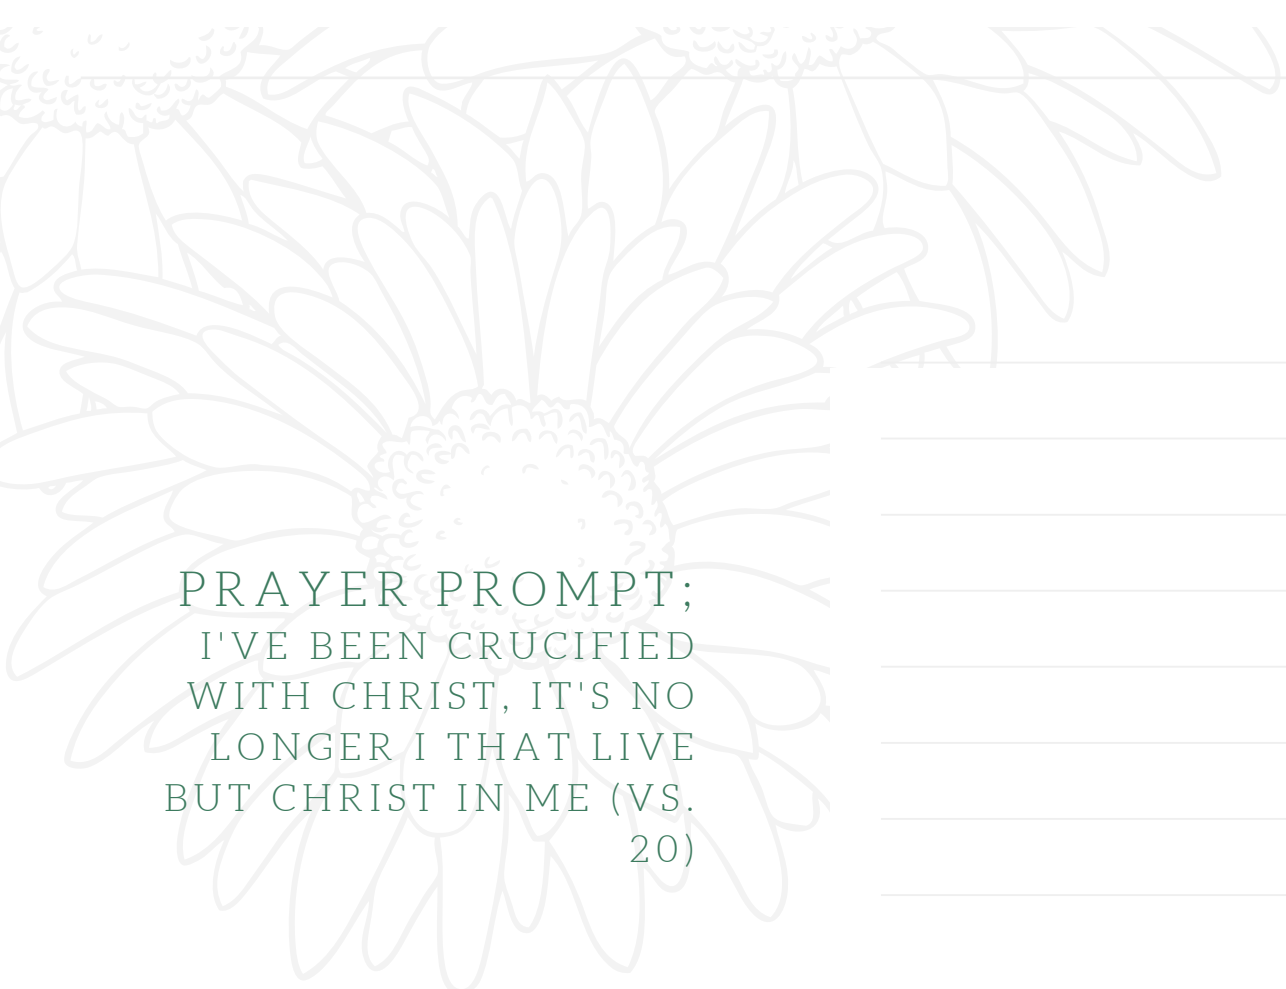 PRAYER PROMPT;
I'VE BEEN CRUCIFIED
WITH CHRIST, IT'S NO
LONGER I THAT LIVE
BUT CHRIST IN ME (VS.
20)